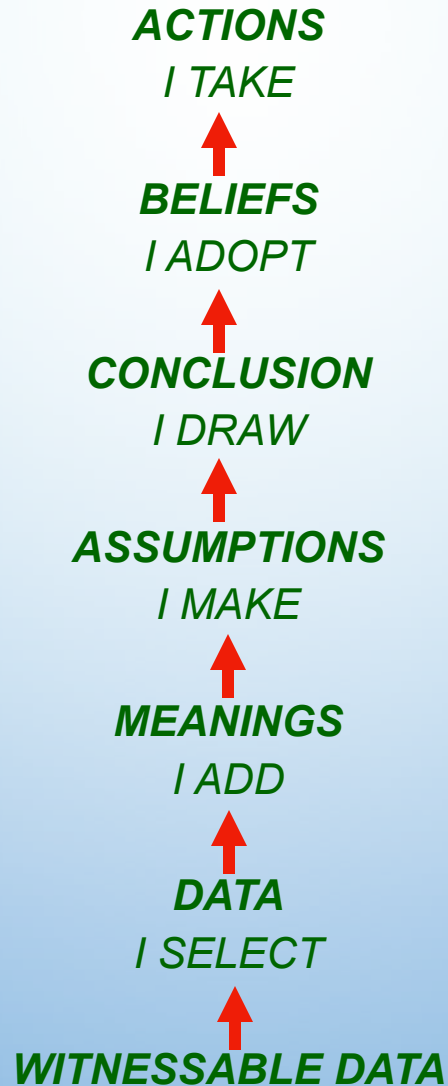 ACTIONS
I TAKE
BELIEFS
I ADOPT
CONCLUSION
I DRAW
ASSUMPTIONS
I MAKE
MEANINGS
I ADD
DATA
I SELECT
WITNESSABLE DATA